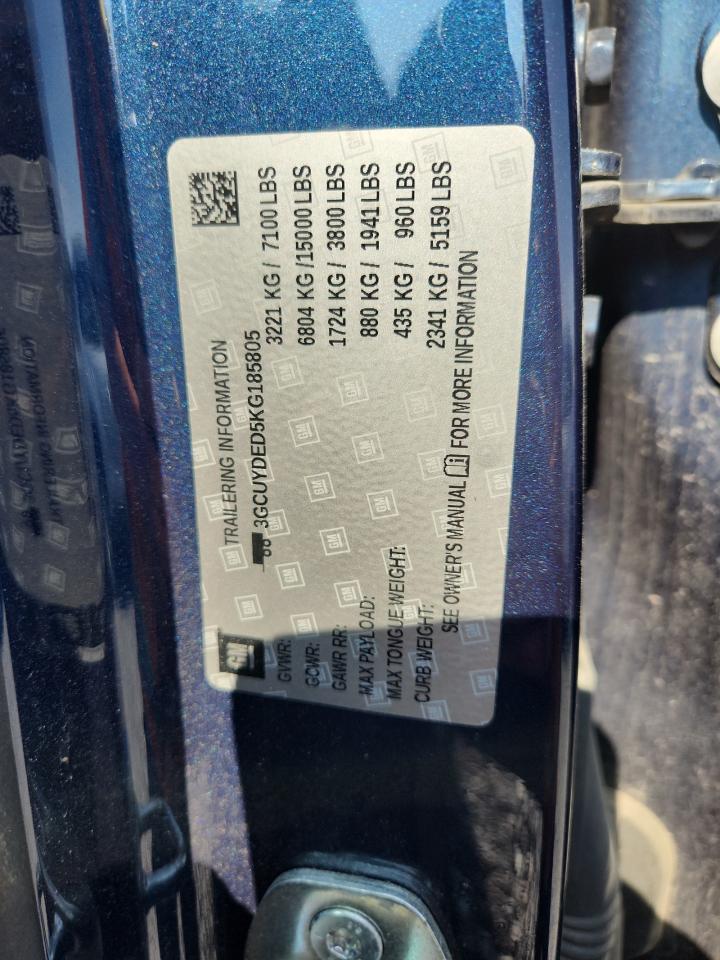 GM
TRAILERING INFORMATION
3GCUYDED5KG185805
GVWR: 3221 KG / 7100 LBS
GCWR: 6804 KG /15000 LBS
GAWR RR: 1724 KG / 3800 LBS
MAX PAYLOAD: 880 KG / 1941 LBS
MAX TONGUE WEIGHT: 435 KG / 960 LBS
CURB WEIGHT: 2341 KG / 5159 LBS
SEE OWNER'S MANUAL FOR MORE INFORMATION